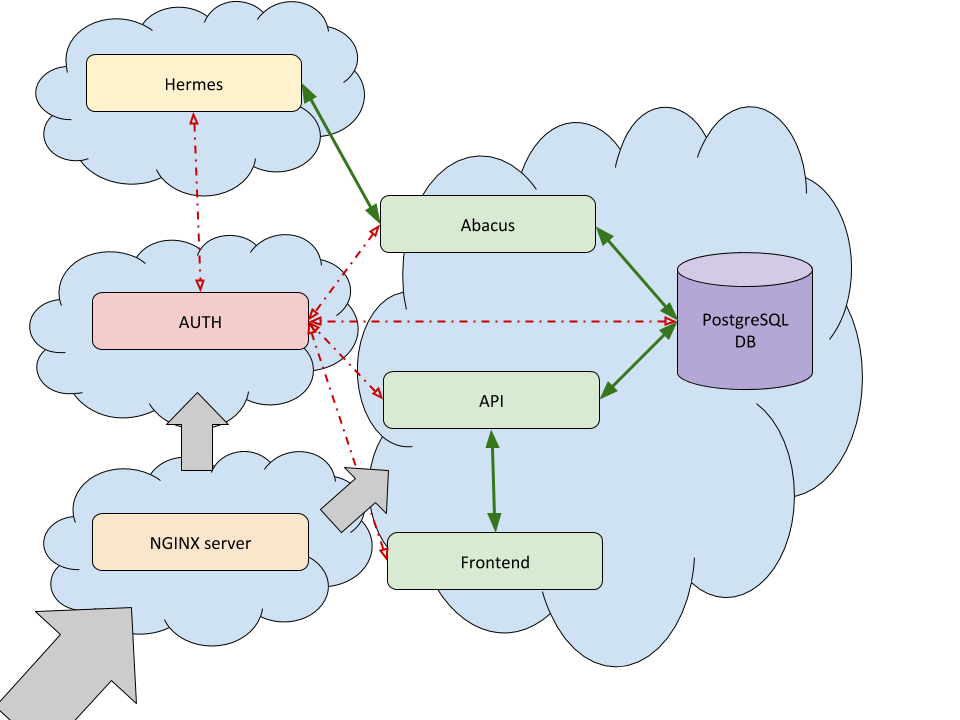 Hermes
Abacus
AUTH
PostgreSQL
DB
API
NGINX server
Frontend